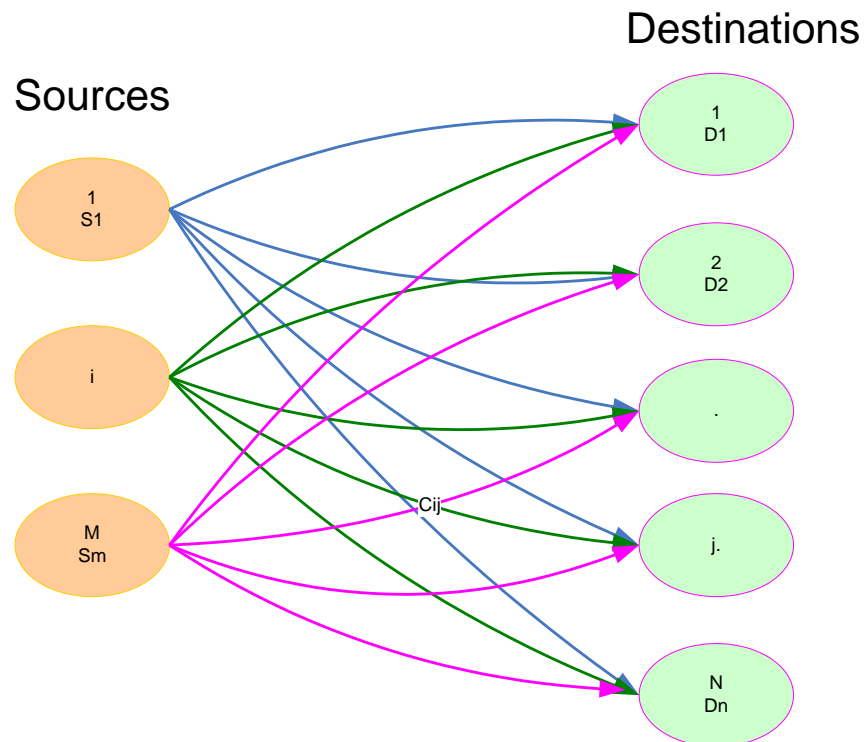 Destinations
Sources
1
S1
i
M
Sm
Cij
1
D1
2
D2
.
j.
N
Dn